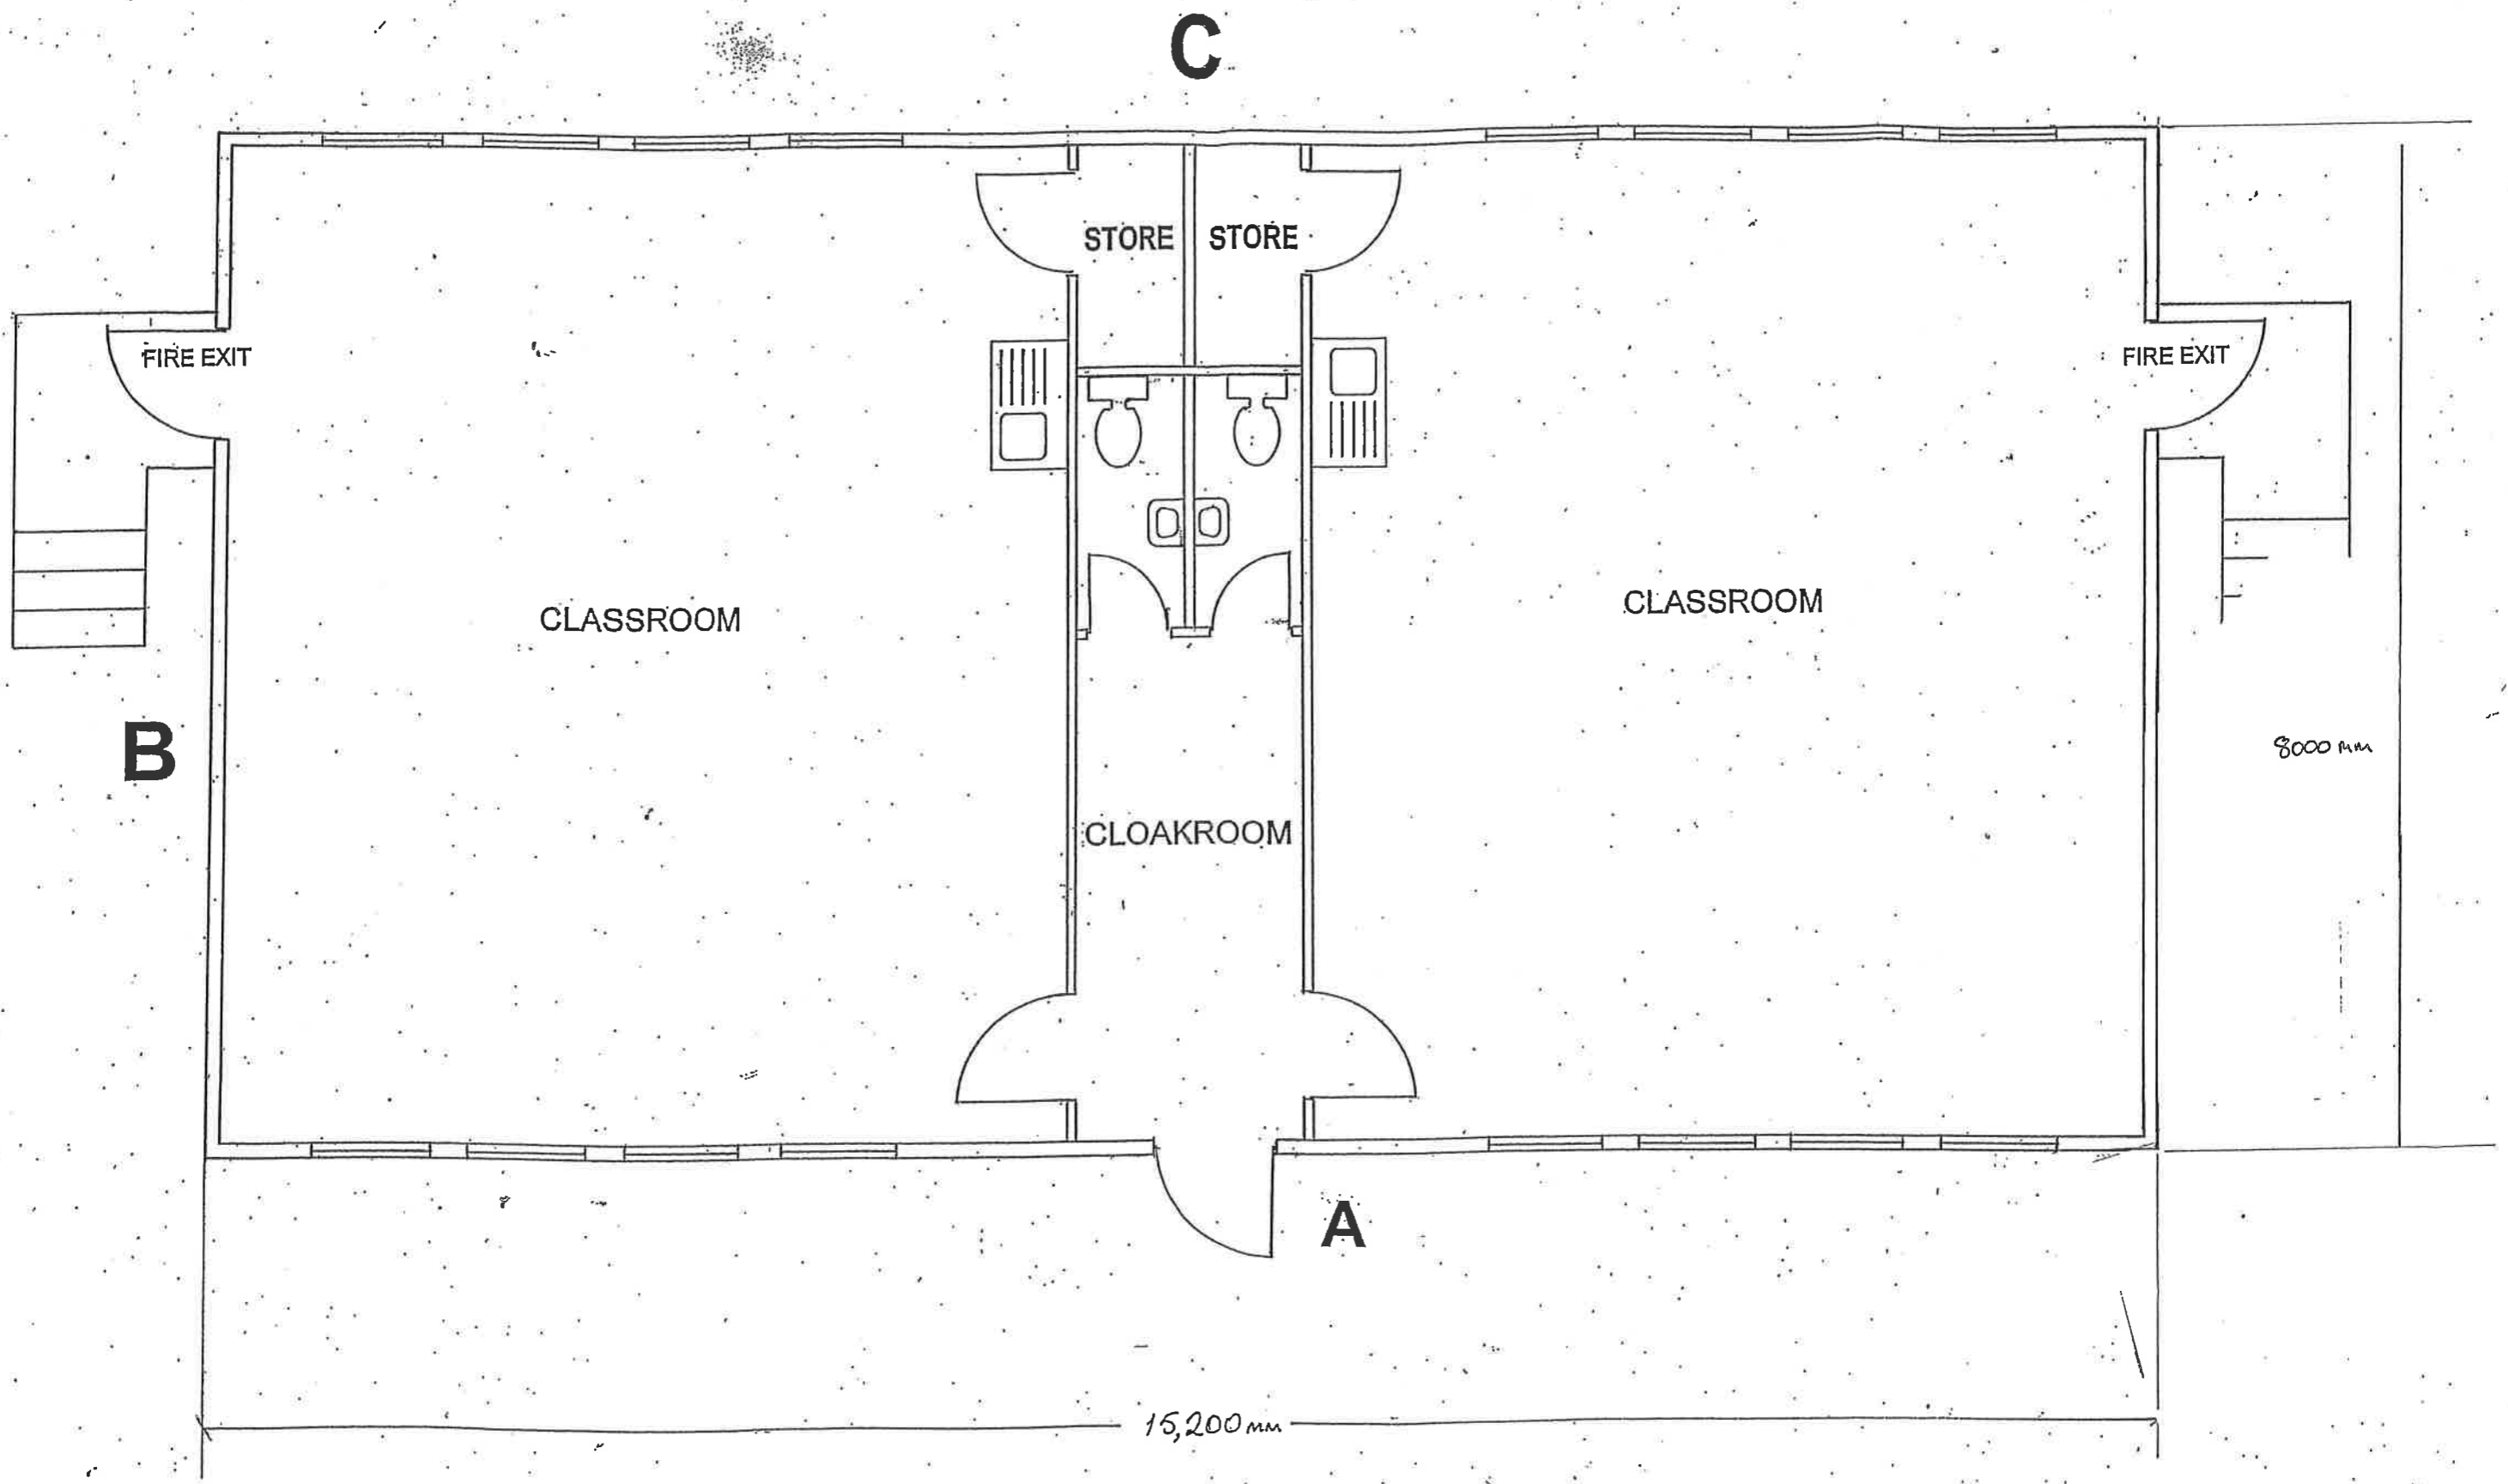 C
STORE STORE
FIRE EXIT
FIRE EXIT
CLASSROOM
CLASSROOM
B
8000 mm
CLOAKROOM
A
15,200 mm